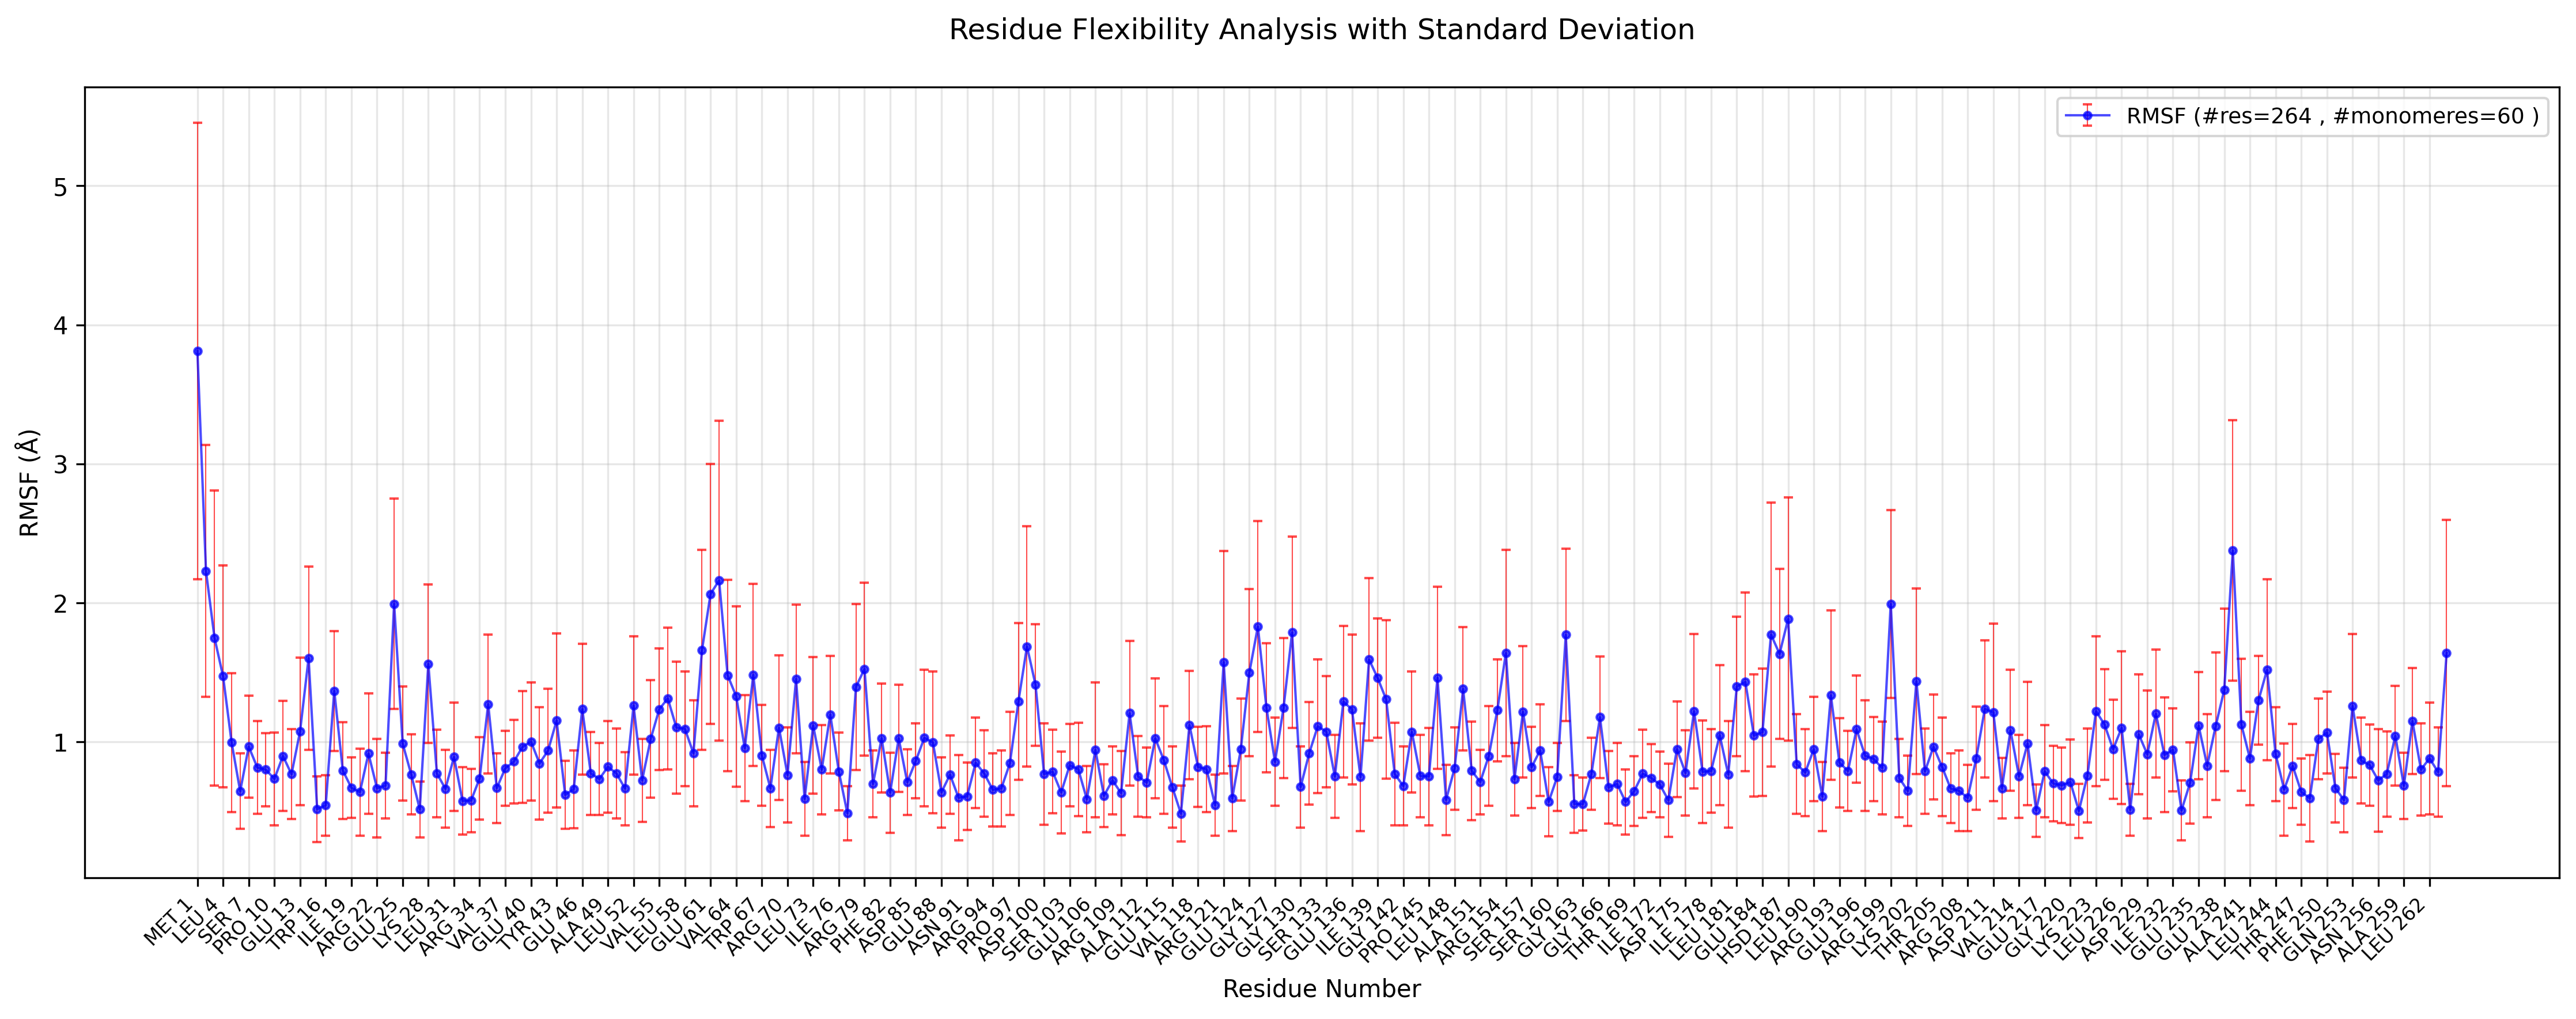 Residue Flexibility Analysis with Standard Deviation
RMSF (#res=264 , #monomeres=60 )
RMSF (Å)
5
4
3
2
1
MET 1
LEU 4
SER 7
PRO 10
GLU 13
TRP 16
ILE 19
ARG 22
GLU 25
LYS 28
LEU 31
ARG 34
VAL 37
GLU 40
TYR 43
GLU 46
ALA 49
LEU 52
VAL 55
LEU 58
GLU 61
VAL 64
TRP 67
ARG 70
LEU 73
ILE 76
ARG 79
PHE 82
ASP 85
GLU 88
ASN 91
ARG 94
PRO 97
ASP 100
SER 103
GLU 106
ARG 109
ALA 112
GLU 115
VAL 118
ARG 121
GLU 124
GLY 127
GLY 130
SER 133
GLU 136
ILE 139
GLY 142
PRO 145
LEU 148
ALA 151
ARG 154
SER 157
SER 160
GLY 163
GLY 166
THR 169
ILE 172
ASP 175
ILE 178
LEU 181
GLU 184
HSD 187
LEU 190
ARG 193
GLU 196
ARG 199
LYS 202
THR 205
ARG 208
ASP 211
VAL 214
GLU 217
GLY 220
LYS 223
LEU 226
ASP 229
ILE 232
GLU 235
GLU 238
ALA 241
LEU 244
THR 247
PHE 250
GLN 253
ASN 256
ALA 259
LEU 262
Residue Number